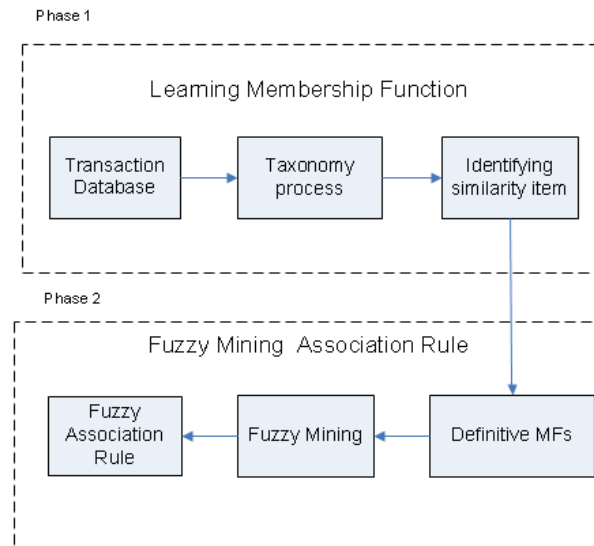 Phase 1
Learning Membership Function
Transaction
Database
Taxonomy
process
Identifying
similarity item
Phase 2
Fuzzy Mining Association Rule
Fuzzy
Association
Rule
Fuzzy Mining
Definitive MFs